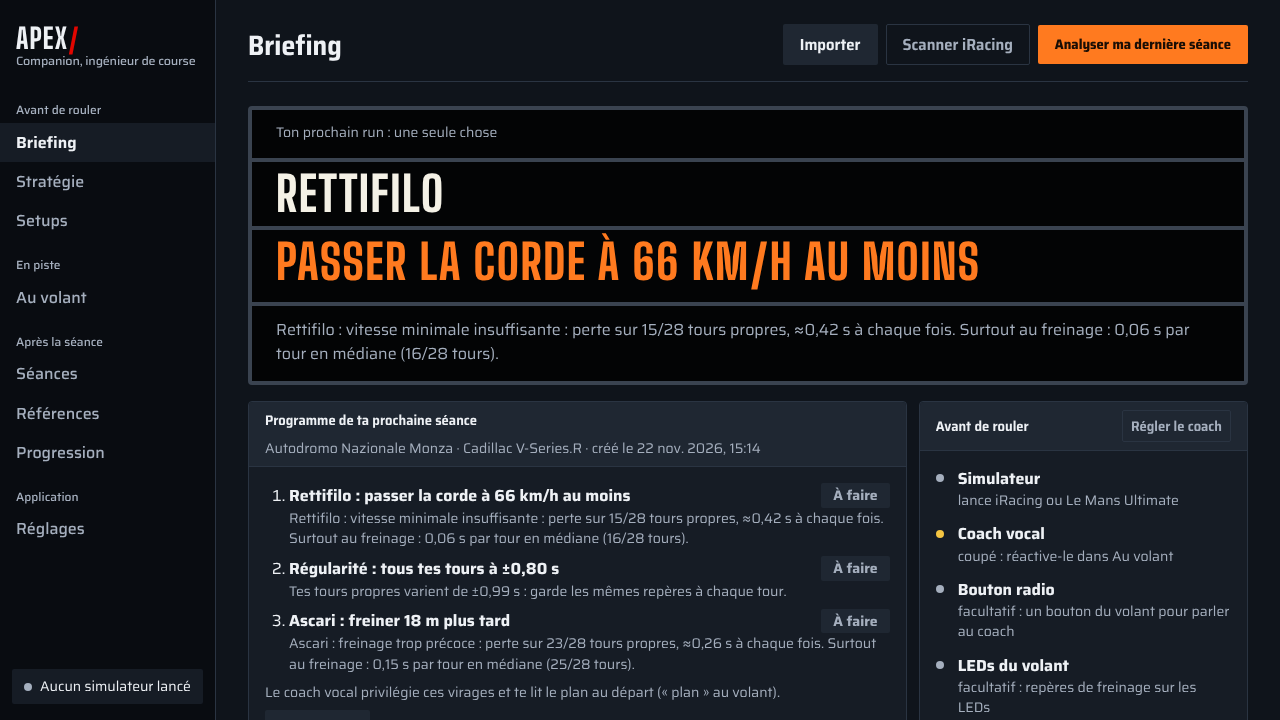 APEX/
Companion, ingénieur de course
Avant de rouler
Briefing
Stratégie
Setups
En piste
Au volant
Après la séance
Séances
Références
Progression
Application
Réglages
Aucun simulateur lancé
Briefing
Importer
Scanner iRacing
Analyser ma dernière séance
Ton prochain run : une seule chose
RETTIFILO
PASSER LA CORDE À 66 KM/H AU MOINS
Rettifilo : vitesse minimale insuffisante : perte sur 15/28 tours propres, ≈0,42 s à chaque fois. Surtout au freinage : 0,06 s par
tour en médiane (16/28 tours).
Programme de ta prochaine séance
Autodromo Nazionale Monza · Cadillac V-Series.R · créé le 22 nov. 2026, 15:14
1. Rettifilo : passer la corde à 66 km/h au moins
À faire
Rettifilo : vitesse minimale insuffisante : perte sur 15/28 tours propres, ≈0,42 s à chaque fois.
Surtout au freinage : 0,06 s par tour en médiane (16/28 tours).
2. Régularité : tous tes tours à ±0,80 s
À faire
Tes tours propres varient de ±0,99 s : garde les mêmes repères à chaque tour.
3. Ascari : freiner 18 m plus tard
À faire
Ascari : freinage trop précoce : perte sur 23/28 tours propres, ≈0,26 s à chaque fois. Surtout
au freinage : 0,15 s par tour en médiane (25/28 tours).
Le coach vocal privilégie ces virages et te lit le plan au départ (« plan » au volant).
Avant de rouler
Régler le coach
Simulateur
lance iRacing ou Le Mans Ultimate
Coach vocal
coupé : réactive-le dans Au volant
Bouton radio
facultatif : un bouton du volant pour parler
au coach
LEDs du volant
facultatif : repères de freinage sur les
LEDs